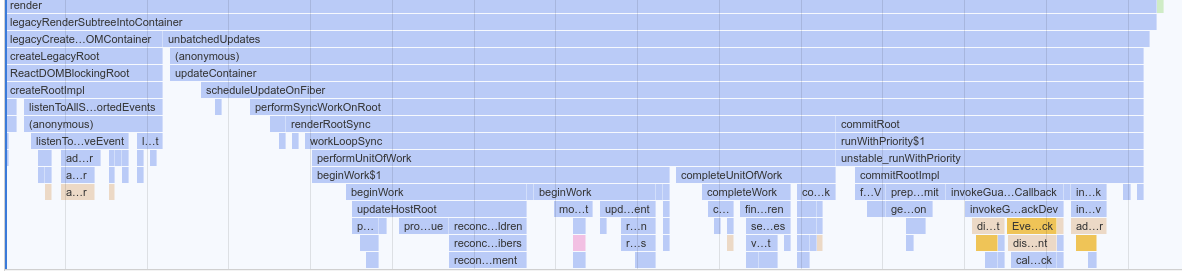 render
legacyRenderSubtreeIntoContainer
legacyCreate…OMContainer unbatchedUpdates
createLegacyRoot (anonymous)
ReactDOMBlockingRoot updateContainer
createRootImpl scheduleUpdateOnFiber
listenToAllS…ortedEvents performSyncWorkOnRoot
(anonymous) renderRootSync commitRoot
listenTo…veEvent l…t workLoopSync runWithPriority$1
ad…r performUnitOfWork unstable_runWithPriority
a…r beginWork$1 completeUnitOfWork commitRootImpl
a…r beginWork beginWork completeWork co…k f…V prep…mit invokeGua…Callback in…k
updateHostRoot mo…t upd…ent c… fin…ren ge…on invokeG…ackDev in…v
p… pro…ue reconc…ldren r…n se…es di…t Eve…ck ad…r
reconc…ibers r…s v…t dis…nt
recon…ment cal…ck